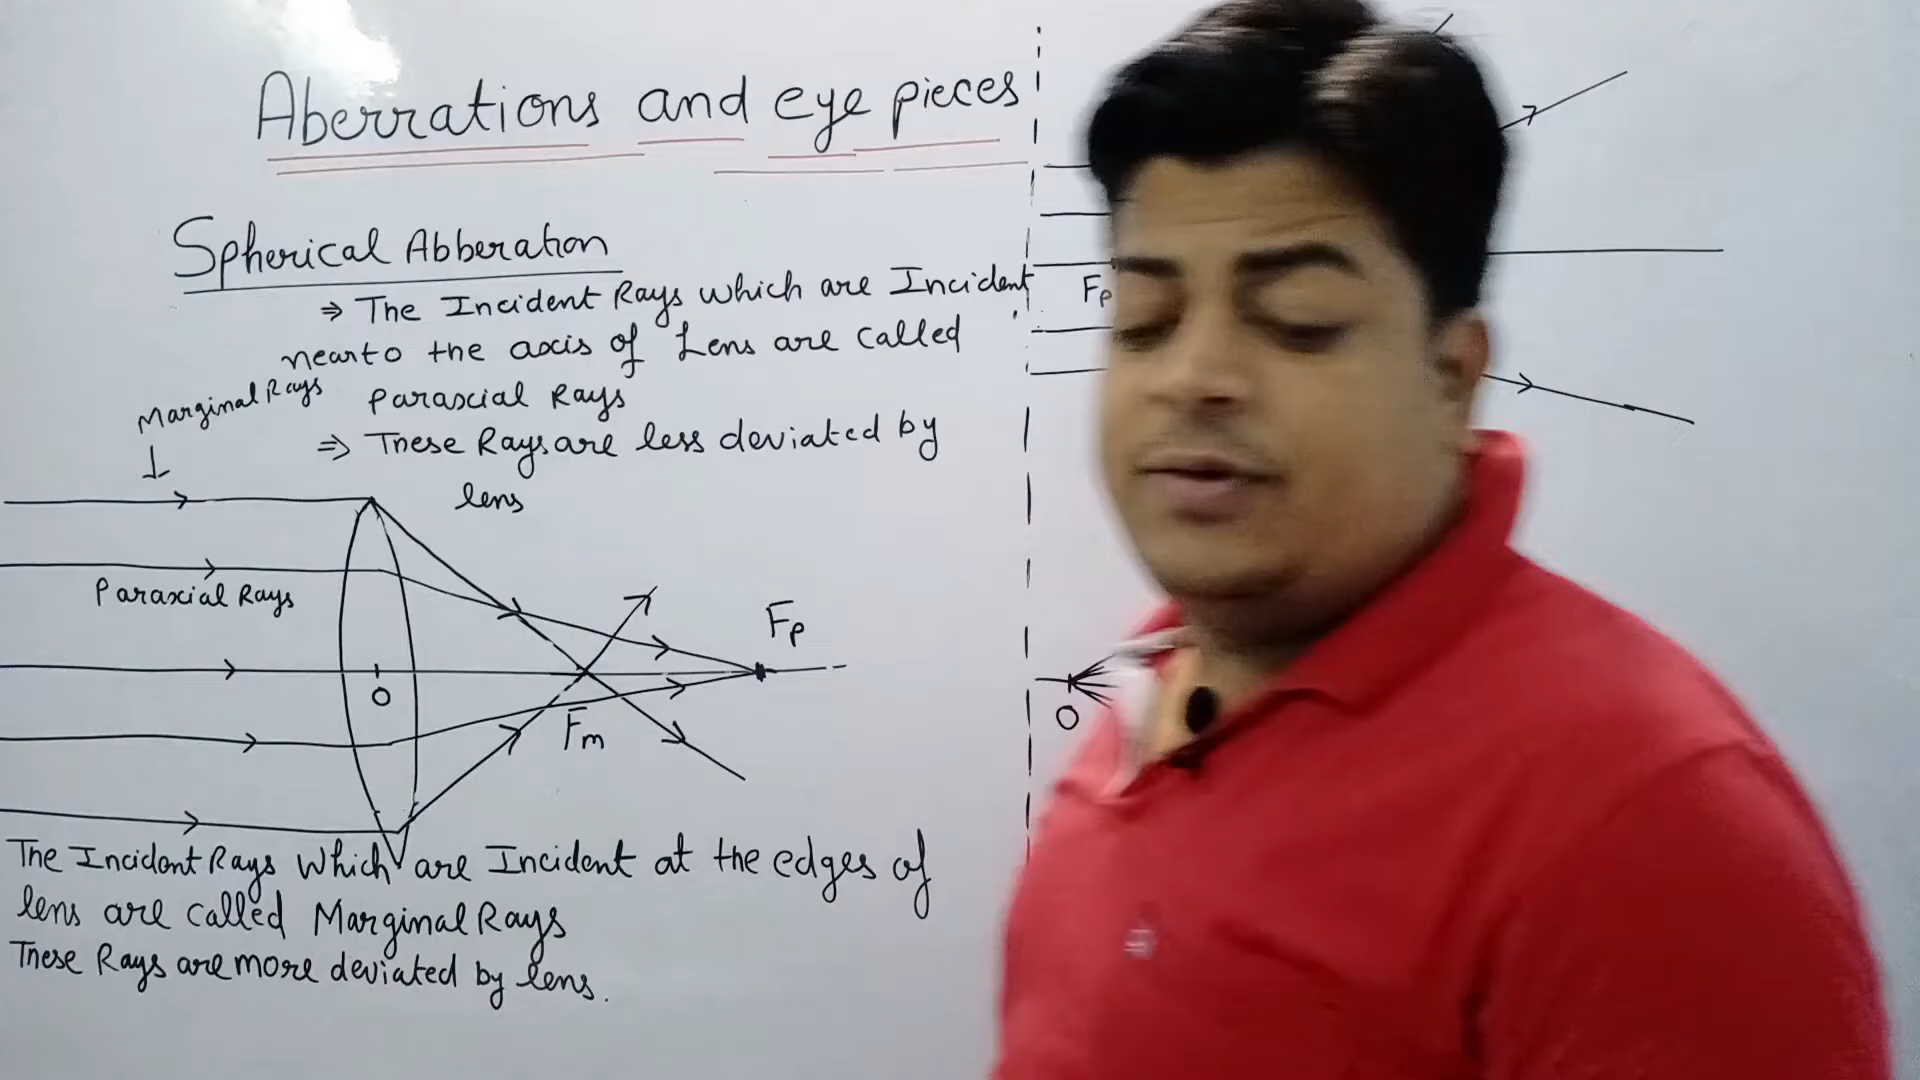 Aberrations and eye pieces
Spherical Abberation
⇒ The Incident Rays which are Incident
near to the axis of Lens are called
Paraxial Rays
⇒ These Rays are less deviated by
lens
Marginal Rays
Paraxial Rays
O
Fp
Fm
The Incident Rays which are Incident at the edges of
lens are called Marginal Rays
These Rays are more deviated by lens.
Fp
O